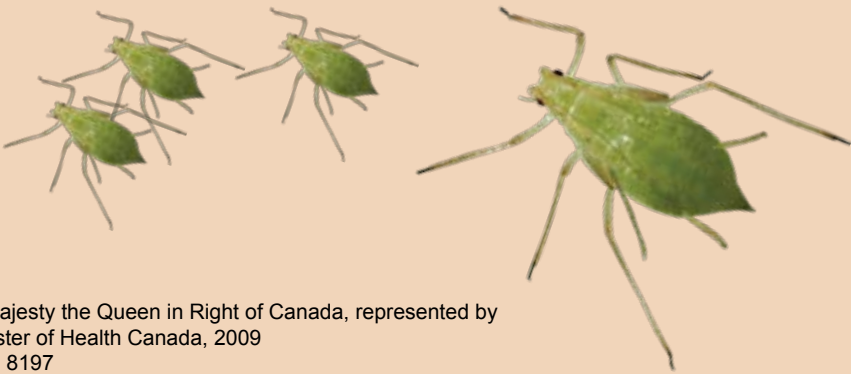 ajesty the Queen in Right of Canada, represented by
ster of Health Canada, 2009
8197